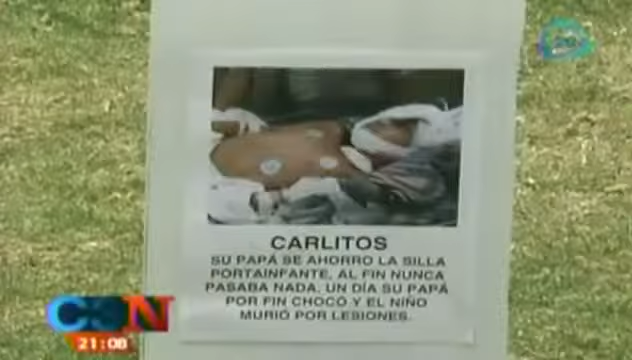 CARLITOS
SU PAPÁ SE AHORRO LA SILLA
PORTAINFANTE, AL FIN NUNCA
PASABA NADA, UN DÍA SU PAPÁ
POR FIN CHOCÓ Y EL NIÑO
MURIÓ POR LESIONES.
C3N
21:08